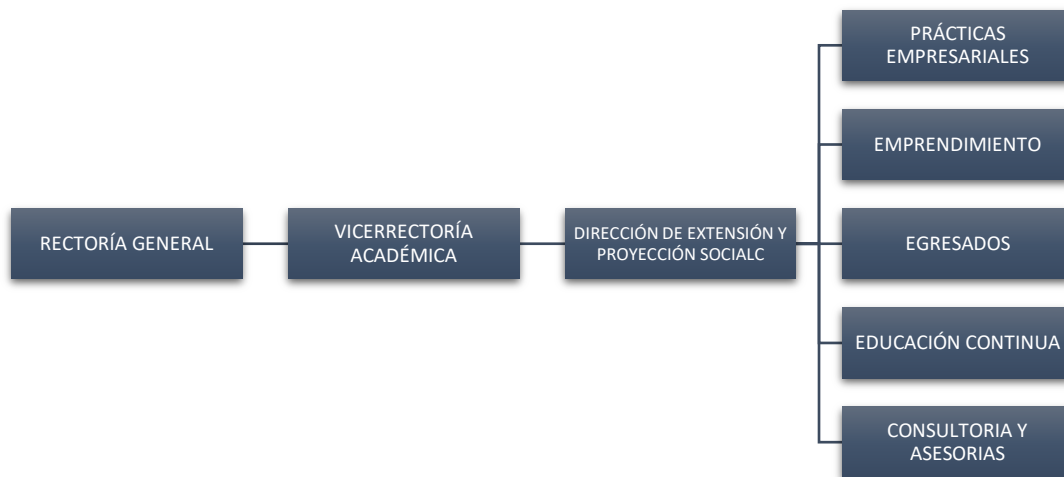 PRÁCTICAS
EMPRESARIALES
EMPRENDIMIENTO
RECTORÍA GENERAL
VICERRECTORÍA
ACADÉMICA
DIRECCIÓN DE EXTENSIÓN Y
PROYECCIÓN SOCIALC
EGRESADOS
EDUCACIÓN CONTINUA
CONSULTORIA Y
ASESORIAS